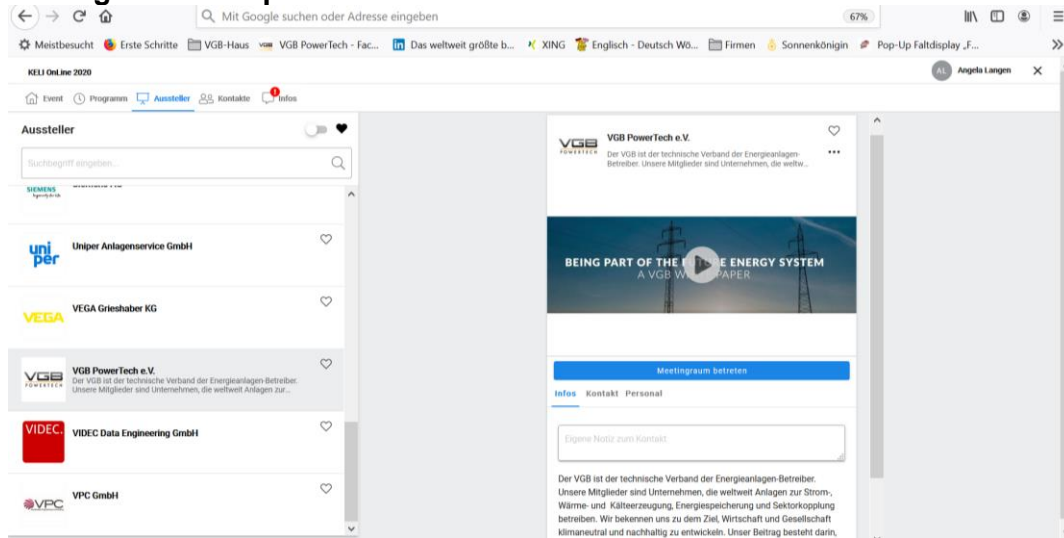 Mit Google suchen oder Adresse eingeben
67%
Meistbesucht
Erste Schritte
VGB-Haus
VGB PowerTech - Fac...
Das weltweit größte b...
XING
Englisch - Deutsch Wö...
Firmen
Sonnenkönigin
Pop-Up Faltdisplay „F...
KELI OnLine 2020
AL
Angela Langen
Event
Programm
Aussteller
Kontakte
Infos
Aussteller
Suchbegriff eingeben...
SIEMENS
Uniper Anlagenservice GmbH
uni
per
VEGA Grieshaber KG
VEGA
VGB PowerTech e.V.
Der VGB ist der technische Verband der Energieanlagen-Betreiber.
Unsere Mitglieder sind Unternehmen, die weltweit Anlagen zur...
VGB
POWERTECH
VIDEC Data Engineering GmbH
VIDEC.
VPC GmbH
VPC
VGB
POWERTECH
VGB PowerTech e.V.
Der VGB ist der technische Verband der Energieanlagen-
Betreiber. Unsere Mitglieder sind Unternehmen, die weltw...
BEING PART OF THE FUTURE ENERGY SYSTEM
A VGB PAPER
Meetingraum betreten
Infos Kontakt Personal
Eigene Notiz zum Kontakt
Der VGB ist der technische Verband der Energieanlagen-Betreiber.
Unsere Mitglieder sind Unternehmen, die weltweit Anlagen zur Strom-,
Wärme- und Kälteerzeugung, Energiespeicherung und Sektorkopplung
betreiben. Wir bekennen uns zu dem Ziel, Wirtschaft und Gesellschaft
klimaneutral und nachhaltig zu entwickeln. Unser Beitrag besteht darin,